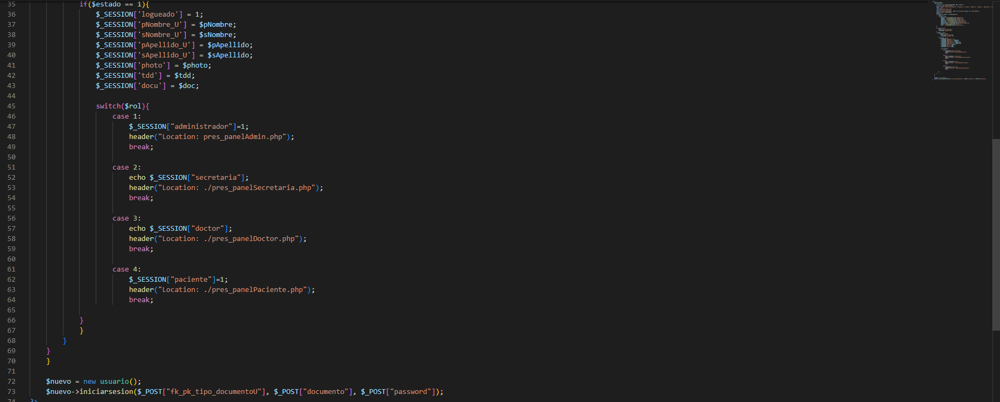 35 if($estado == 1){
36 $_SESSION['logueado'] = 1;
37 $_SESSION['pNombre_U'] = $pNombre;
38 $_SESSION['sNombre_U'] = $sNombre;
39 $_SESSION['pApellido_U'] = $pApellido;
40 $_SESSION['sApellido_U'] = $sApellido;
41 $_SESSION['photo'] = $photo;
42 $_SESSION['tdd'] = $tdd;
43 $_SESSION['docu'] = $doc;
44
45 switch($rol){
46 case 1:
47 $_SESSION["administrador"]=1;
48 header("Location: pres_panelAdmin.php");
49 break;
50
51 case 2:
52 echo $_SESSION["secretaria"];
53 header("Location: ./pres_panelSecretaria.php");
54 break;
55
56 case 3:
57 echo $_SESSION["doctor"];
58 header("Location: ./pres_panelDoctor.php");
59 break;
60
61 case 4:
62 $_SESSION["paciente"]=1;
63 header("Location: ./pres_panelPaciente.php");
64 break;
65
66 }
67 }
68 }
69 }
70 }
71
72 $nuevo = new usuario();
73 $nuevo->iniciarsesion($_POST["fk_pk_tipo_documentoU"], $_POST["documento"], $_POST["password"]);
74 ?>